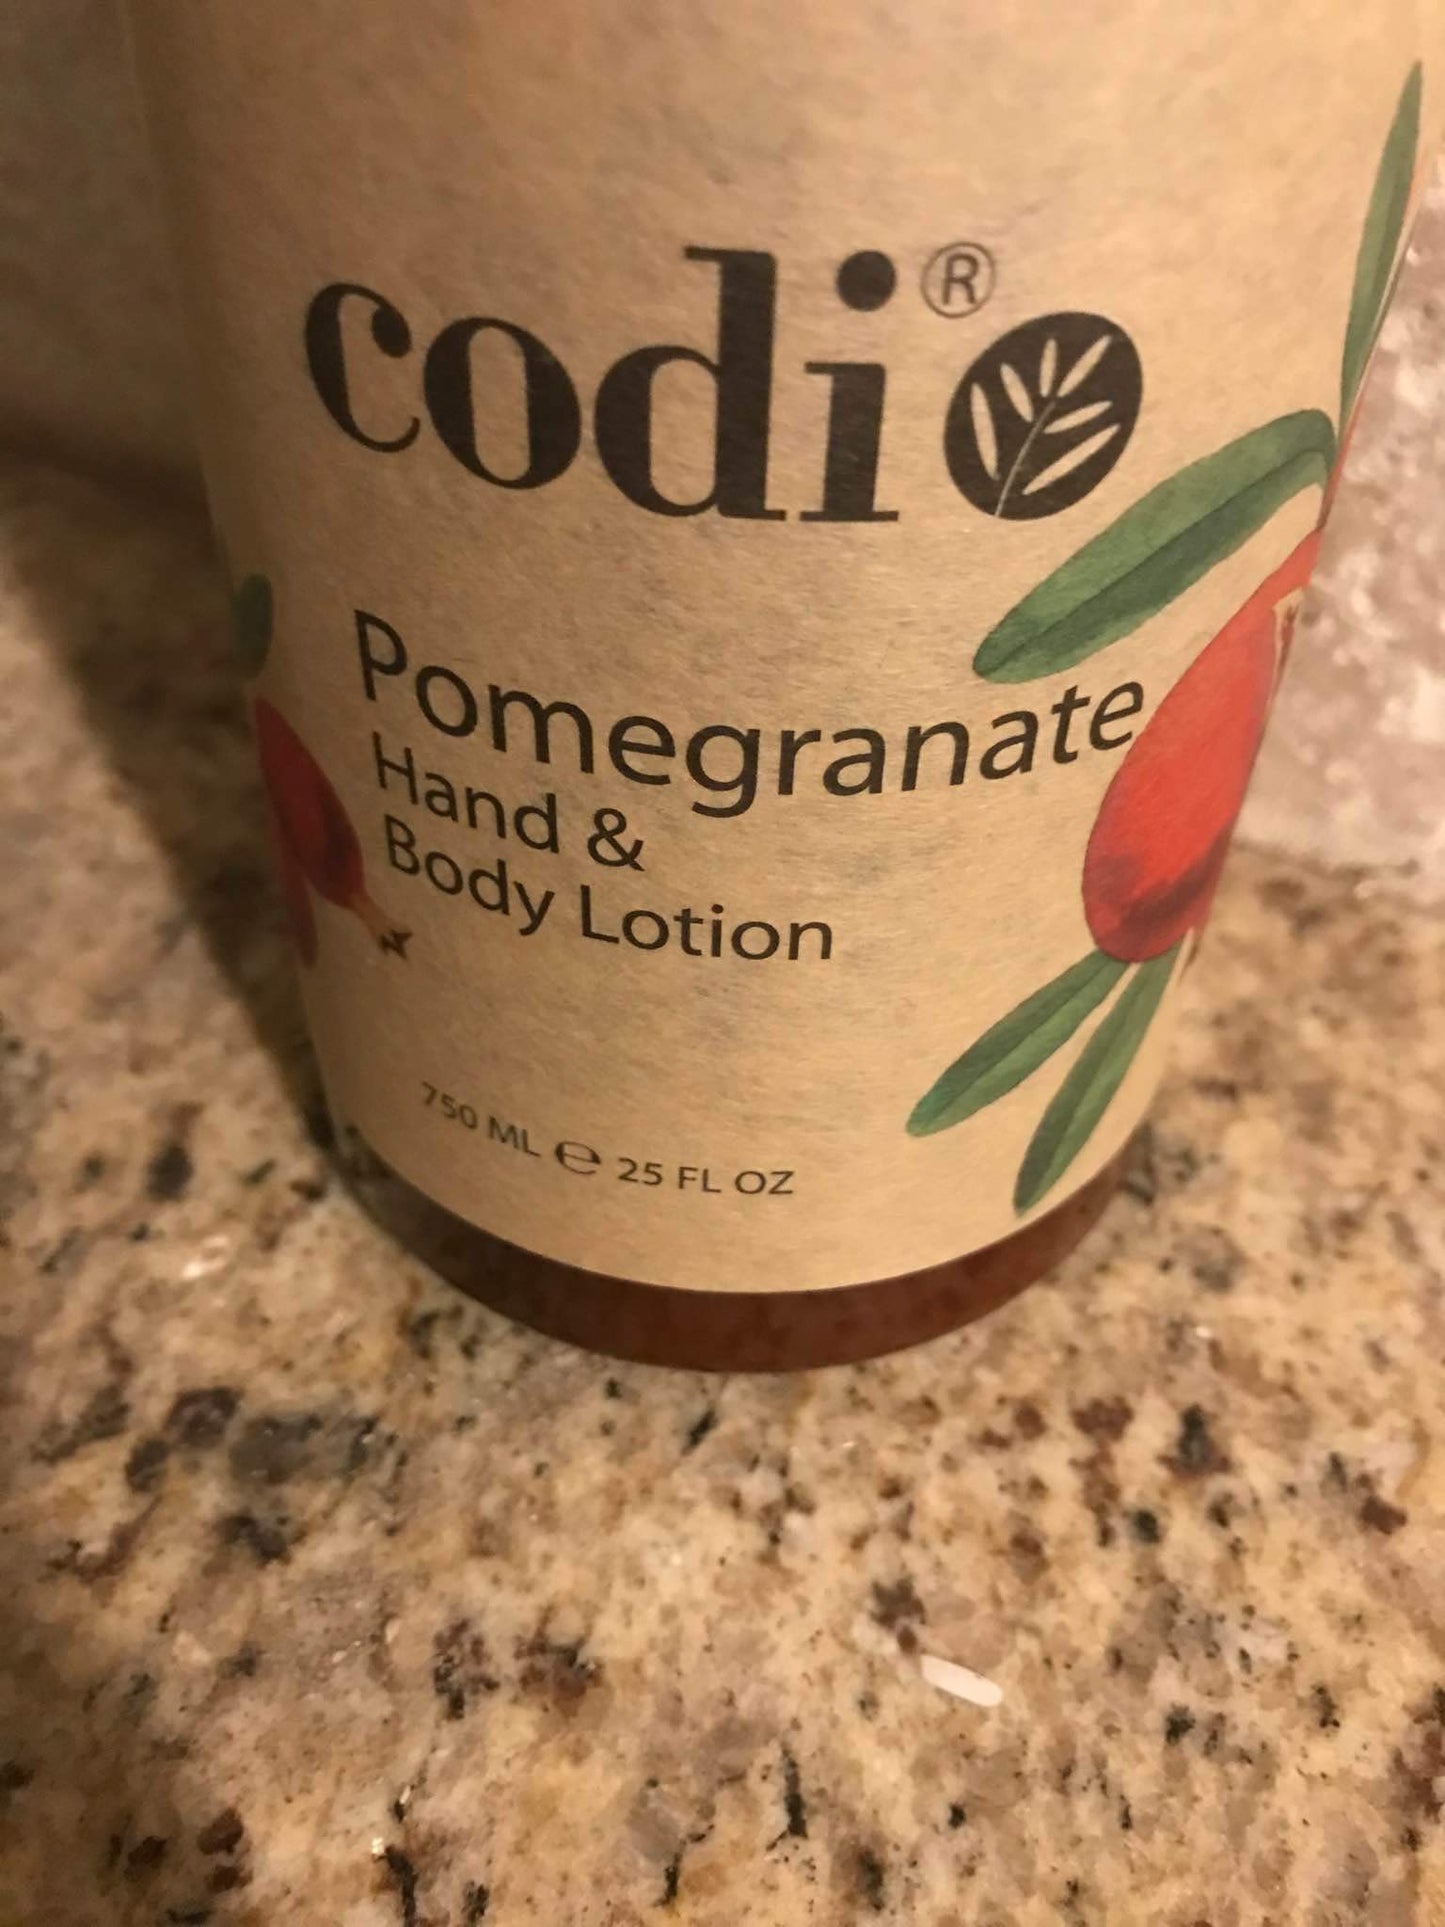 codi®
Pomegranate
Hand &
Body Lotion
750 ML ℮ 25 FL OZ